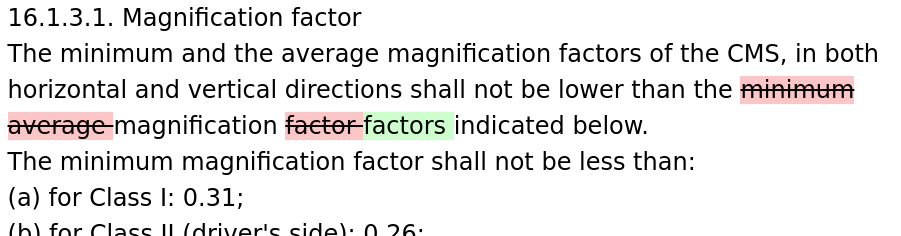 16.1.3.1. Magnification factor
The minimum and the average magnification factors of the CMS, in both
horizontal and vertical directions shall not be lower than the minimum
average magnification factor factors indicated below.
The minimum magnification factor shall not be less than:
(a) for Class I: 0.31;
(b) for Class II (driver's side): 0.26;